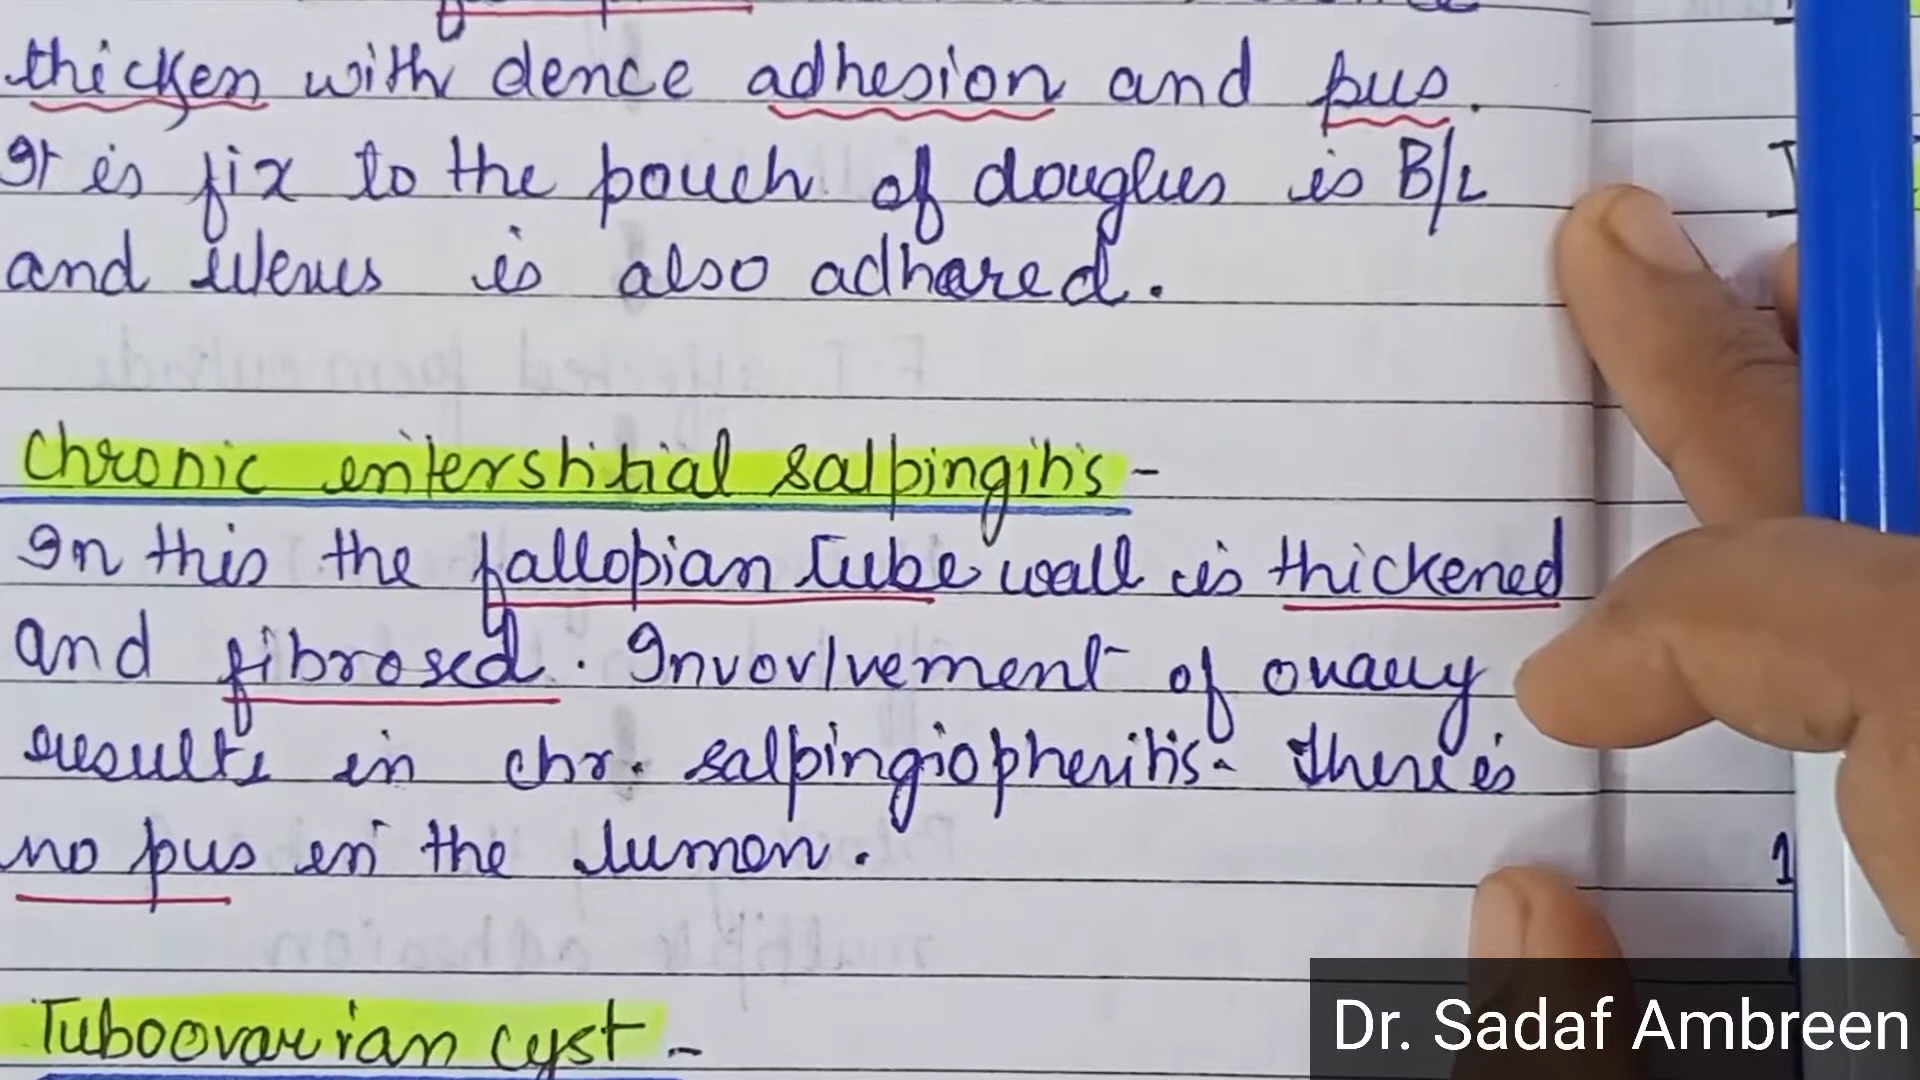 thicken with dence adhesion and pus.
It is fix to the pouch of douglus is B/L
and uterus is also adhared.
Chronic interstitial salpingitis -
In this the fallopian tube wall is thickened
and fibrosed. Invovlvement of ovary
results in chr. salpingiopheritis. There is
no pus in the lumen.
Tuboovarian cyst -
Dr. Sadaf Ambreen